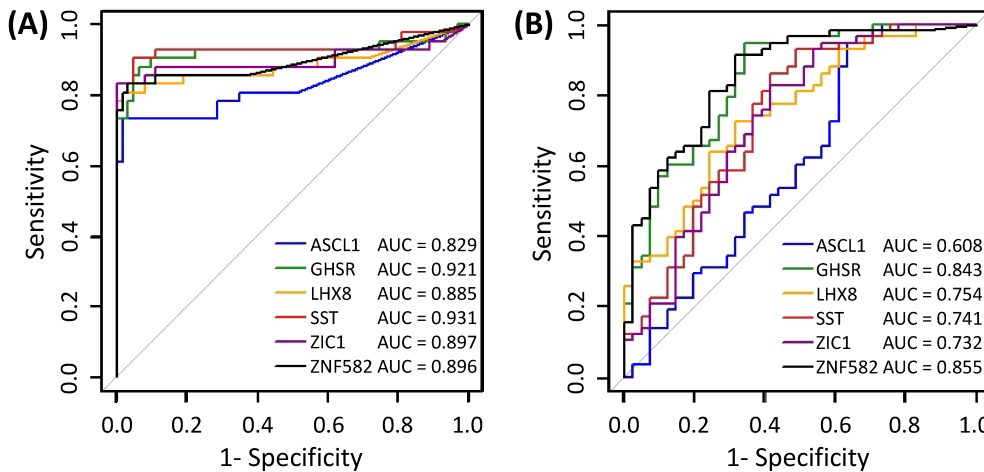 (A)
Sensitivity
1.0
0.8
0.6
0.4
0.2
0.0
ASCL1 AUC = 0.829
GHSR AUC = 0.921
LHX8 AUC = 0.885
SST AUC = 0.931
ZIC1 AUC = 0.897
ZNF582 AUC = 0.896
0.0 0.2 0.4 0.6 0.8 1.0
1- Specificity
(B)
Sensitivity
1.0
0.8
0.6
0.4
0.2
0.0
ASCL1 AUC = 0.608
GHSR AUC = 0.843
LHX8 AUC = 0.754
SST AUC = 0.741
ZIC1 AUC = 0.732
ZNF582 AUC = 0.855
0.0 0.2 0.4 0.6 0.8 1.0
1- Specificity